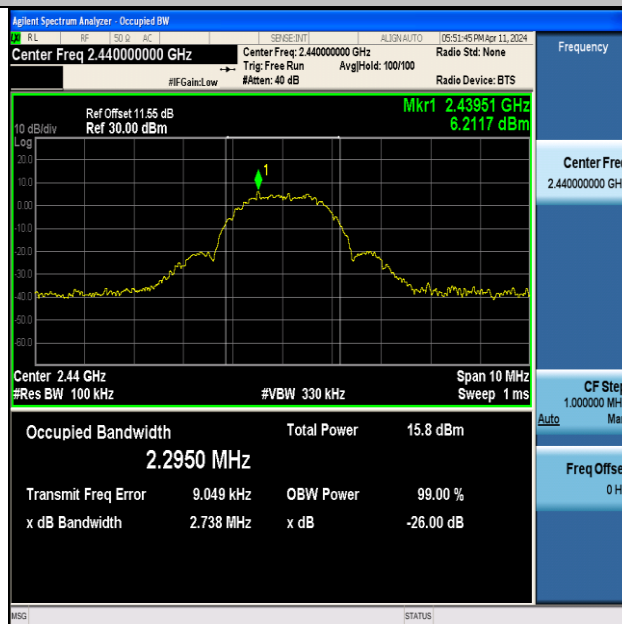 Agilent Spectrum Analyzer - Occupied BW
RL RF 50 Ω AC SENSE:INT ALIGN AUTO 05:51:45 PM Apr 11, 2024
Center Freq 2.440000000 GHz
Center Freq: 2.440000000 GHz Radio Std: None
Trig: Free Run Avg|Hold: 100/100
#IFGain:Low #Atten: 40 dB Radio Device: BTS
Frequency
Mkr1 2.43951 GHz
6.2117 dBm
Ref Offset 11.55 dB
10 dB/div Ref 30.00 dBm
Log
20.0
10.0
0.00
-10.0
-20.0
-30.0
-40.0
-50.0
-60.0
1
Center 2.44 GHz Span 10 MHz
#Res BW 100 kHz #VBW 330 kHz Sweep 1 ms
Occupied Bandwidth Total Power 15.8 dBm
2.2950 MHz
Transmit Freq Error 9.049 kHz OBW Power 99.00 %
x dB Bandwidth 2.738 MHz x dB -26.00 dB
Center Fre
2.440000000 GH
CF Step
1.000000 MH
Auto Ma
Freq Offse
0 H
MSG STATUS